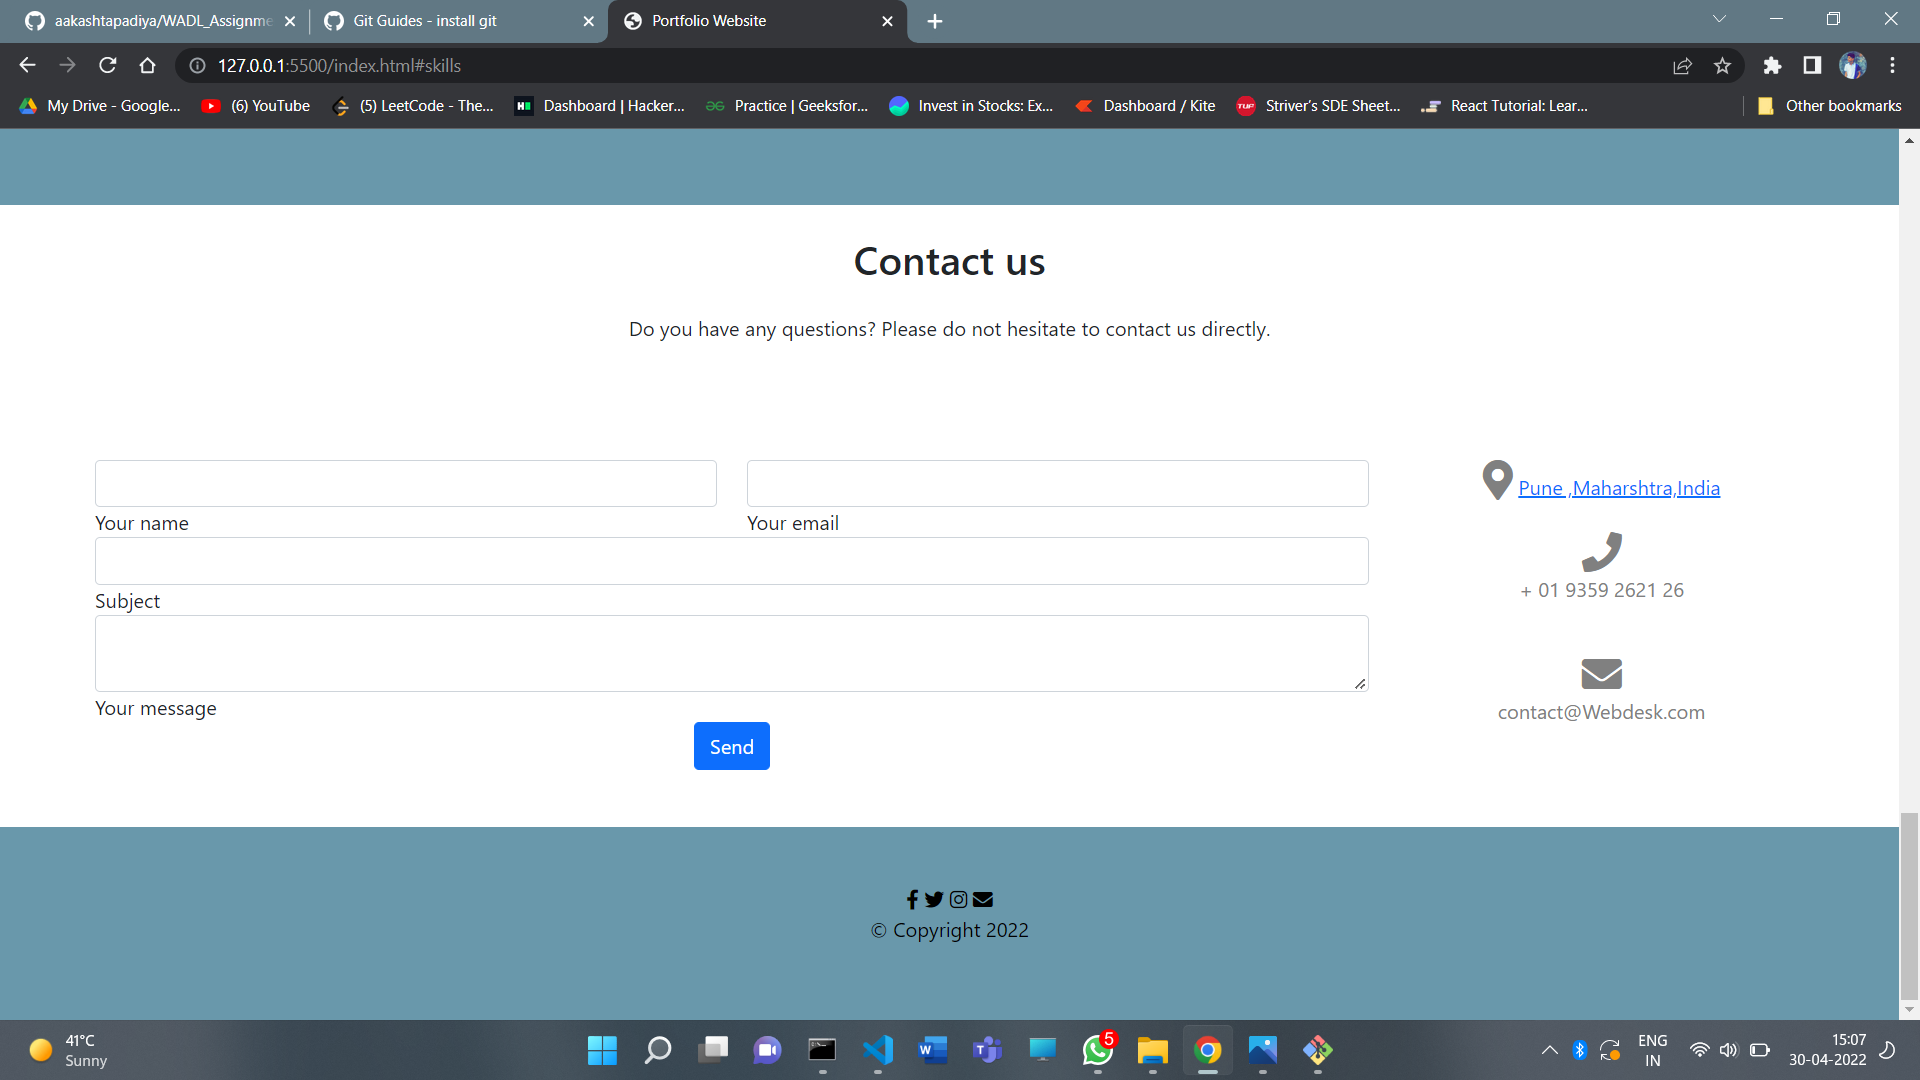 aakashtapadiya/WADL_Assignme
Git Guides - install git
Portfolio Website
127.0.0.1:5500/index.html#skills
My Drive - Google...
(6) YouTube
(5) LeetCode - The...
Dashboard | Hacker...
Practice | Geeksfor...
Invest in Stocks: Ex...
Dashboard / Kite
TUF
Striver's SDE Sheet...
React Tutorial: Lear...
Other bookmarks
Contact us
Do you have any questions? Please do not hesitate to contact us directly.
Your name
Your email
Subject
Your message
Send
Pune ,Maharshtra,India
+ 01 9359 2621 26
contact@Webdesk.com
© Copyright 2022
41°C
Sunny
5
ENG
IN
15:07
30-04-2022